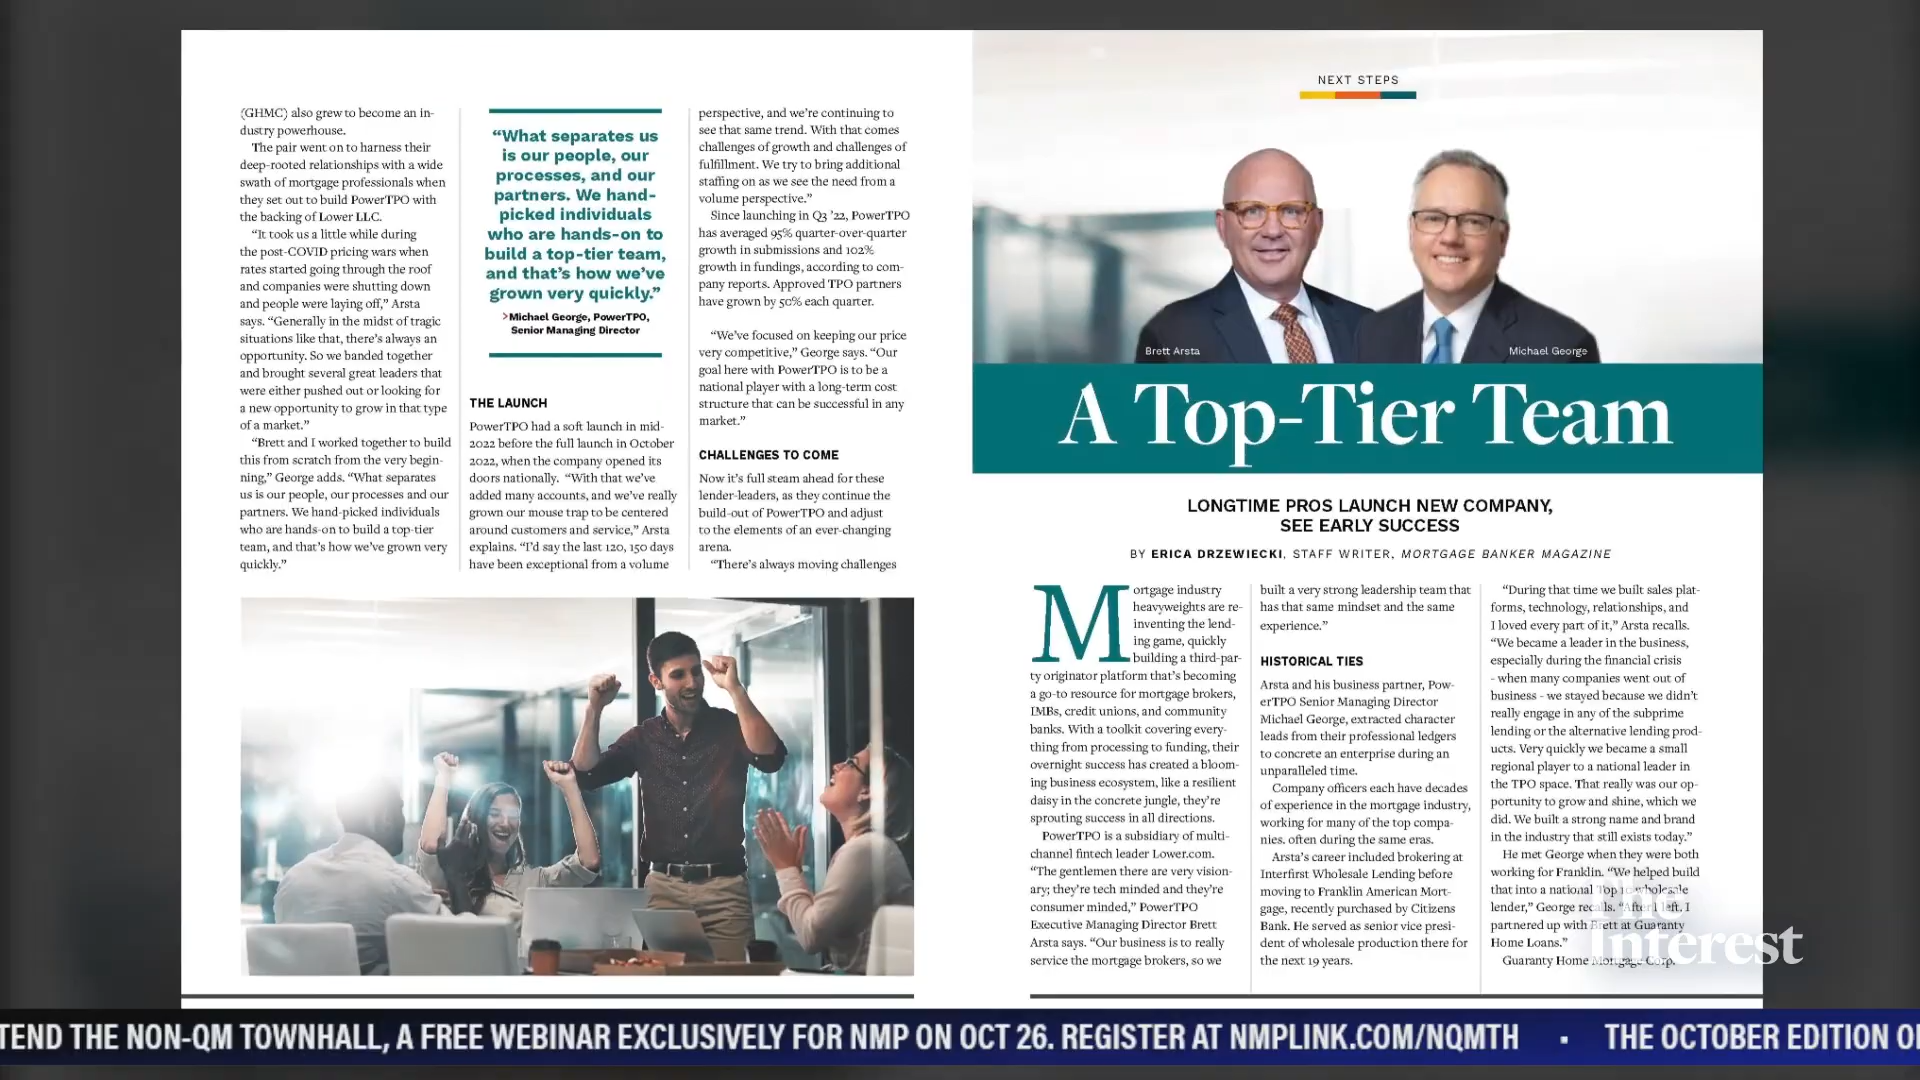 (GHMC) also grew to become an in-
dustry powerhouse.
The pair went on to harness their
deep-rooted relationships with a wide
swath of mortgage professionals when
they set out to build PowerTPO with
the backing of Lower LLC.
“It took us a little while during
the post-COVID pricing wars when
rates started going through the roof
and companies were shutting down
and people were laying off,” Arsta
says. “Generally in the midst of tragic
situations like that, there’s always an
opportunity. So we banded together
and brought several great leaders that
were either pushed out or looking for
a new opportunity to grow in that type
of a market.”
“Brett and I worked together to build
this from scratch from the very begin-
ning,” George adds. “What separates
us is our people, our processes and our
partners. We hand-picked individuals
who are hands-on to build a top-tier
team, and that’s how we’ve grown very
quickly.”
“What separates us
is our people, our
processes, and our
partners. We hand-
picked individuals
who are hands-on to
build a top-tier team,
and that’s how we’ve
grown very quickly.”
>Michael George, PowerTPO,
Senior Managing Director
THE LAUNCH
PowerTPO had a soft launch in mid-
2022 before the full launch in October
2022, when the company opened its
doors nationally. “With that we’ve
added many accounts, and we’ve really
grown our mouse trap to be centered
around customers and service,” Arsta
explains. “I’d say the last 120, 150 days
have been exceptional from a volume
perspective, and we’re continuing to
see that same trend. With that comes
challenges of growth and challenges of
fulfillment. We try to bring additional
staffing on as we see the need from a
volume perspective.”
Since launching in Q3 ’22, PowerTPO
has averaged 95% quarter-over-quarter
growth in submissions and 102%
growth in fundings, according to com-
pany reports. Approved TPO partners
have grown by 50% each quarter.
“We’ve focused on keeping our price
very competitive,” George says. “Our
goal here with PowerTPO is to be a
national player with a long-term cost
structure that can be successful in any
market.”
CHALLENGES TO COME
Now it’s full steam ahead for these
lender-leaders, as they continue the
build-out of PowerTPO and adjust
to the elements of an ever-changing
arena.
“There’s always moving challenges
NEXT STEPS
Brett Arsta
Michael George
A Top-Tier Team
LONGTIME PROS LAUNCH NEW COMPANY,
SEE EARLY SUCCESS
BY ERICA DRZEWIECKI, STAFF WRITER, MORTGAGE BANKER MAGAZINE
Mortgage industry
heavyweights are re-
inventing the lend-
ing game, quickly
building a third-par-
ty originator platform that’s becoming
a go-to resource for mortgage brokers,
IMBs, credit unions, and community
banks. With a toolkit covering every-
thing from processing to funding, their
overnight success has created a bloom-
ing business ecosystem, like a resilient
daisy in the concrete jungle, they’re
sprouting success in all directions.
PowerTPO is a subsidiary of multi-
channel fintech leader Lower.com.
“The gentlemen there are very vision-
ary; they’re tech minded and they’re
consumer minded,” PowerTPO
Executive Managing Director Brett
Arsta says. “Our business is to really
service the mortgage brokers, so we
built a very strong leadership team that
has that same mindset and the same
experience.”
HISTORICAL TIES
Arsta and his business partner, Pow-
erTPO Senior Managing Director
Michael George, extracted character
leads from their professional ledgers
to concrete an enterprise during an
unparalleled time.
Company officers each have decades
of experience in the mortgage industry,
working for many of the top compa-
nies, often during the same eras.
Arsta’s career included brokering at
Interfirst Wholesale Lending before
moving to Franklin American Mort-
gage, recently purchased by Citizens
Bank. He served as senior vice presi-
dent of wholesale production there for
the next 19 years.
“During that time we built sales plat-
forms, technology, relationships, and
I loved every part of it,” Arsta recalls.
“We became a leader in the business,
especially during the financial crisis
- when many companies went out of
business - we stayed because we didn’t
really engage in any of the subprime
lending or the alternative lending prod-
ucts. Very quickly we became a small
regional player to a national leader in
the TPO space. That really was our op-
portunity to grow and shine, which we
did. We built a strong name and brand
in the industry that still exists today.”
He met George when they were both
working for Franklin. “We helped build
that into a national Top 10 wholesale
lender,” George recalls. “After I left, I
partnered up with Brett at Guaranty
Home Loans.”
Guaranty Home Mortgage Corp.
The
Interest
TEND THE NON-QM TOWNHALL, A FREE WEBINAR EXCLUSIVELY FOR NMP ON OCT 26. REGISTER AT NMPLINK.COM/NQMTH · THE OCTOBER EDITION O